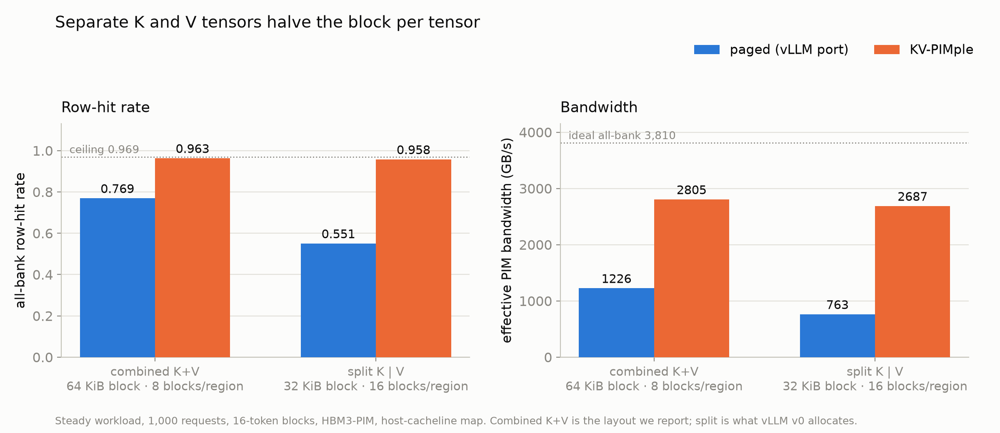 Separate K and V tensors halve the block per tensor
paged (vLLM port)
KV-PIMple
Row-hit rate
all-bank row-hit rate
1.0
0.8
0.6
0.4
0.2
0.0
ceiling 0.969
0.769
0.963
0.551
0.958
combined K+V
64 KiB block · 8 blocks/region
split K | V
32 KiB block · 16 blocks/region
Bandwidth
effective PIM bandwidth (GB/s)
4000
3000
2000
1000
0
ideal all-bank 3,810
1226
2805
763
2687
combined K+V
64 KiB block · 8 blocks/region
split K | V
32 KiB block · 16 blocks/region
Steady workload, 1,000 requests, 16-token blocks, HBM3-PIM, host-cacheline map. Combined K+V is the layout we report; split is what vLLM v0 allocates.